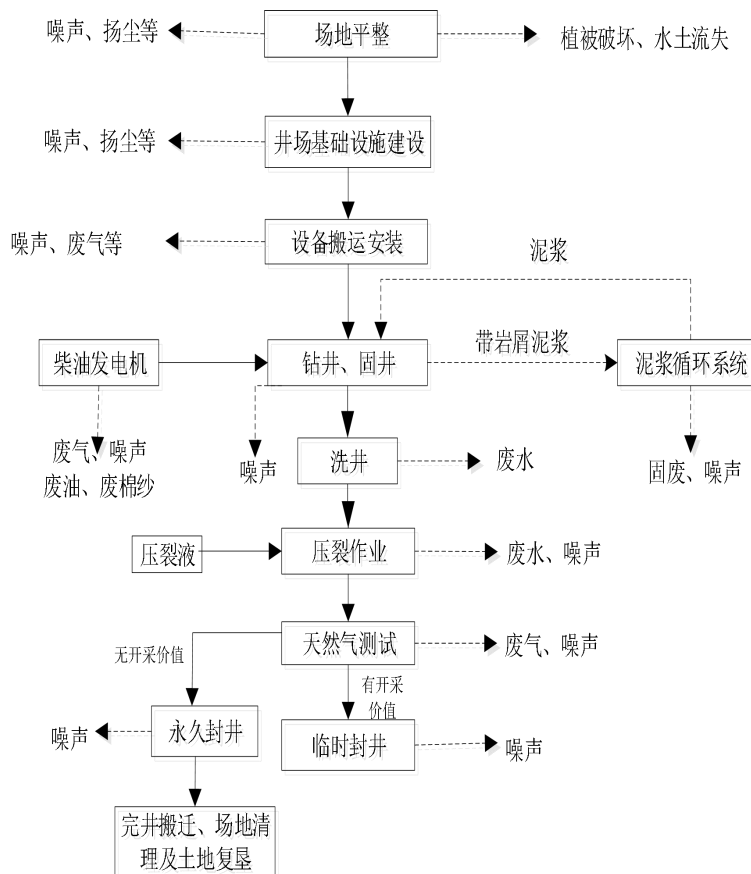 噪声、扬尘等
场地平整
植被破坏、水土流失
噪声、扬尘等
井场基础设施建设
噪声、废气等
设备搬运安装
泥浆
柴油发电机
钻井、固井
带岩屑泥浆
泥浆循环系统
废气、噪声
废油、废棉纱
噪声
洗井
废水
固废、噪声
压裂液
压裂作业
废水、噪声
无开采价值
天然气测试
废气、噪声
有开采
价值
噪声
永久封井
临时封井
噪声
完井搬迁、场地清
理及土地复垦